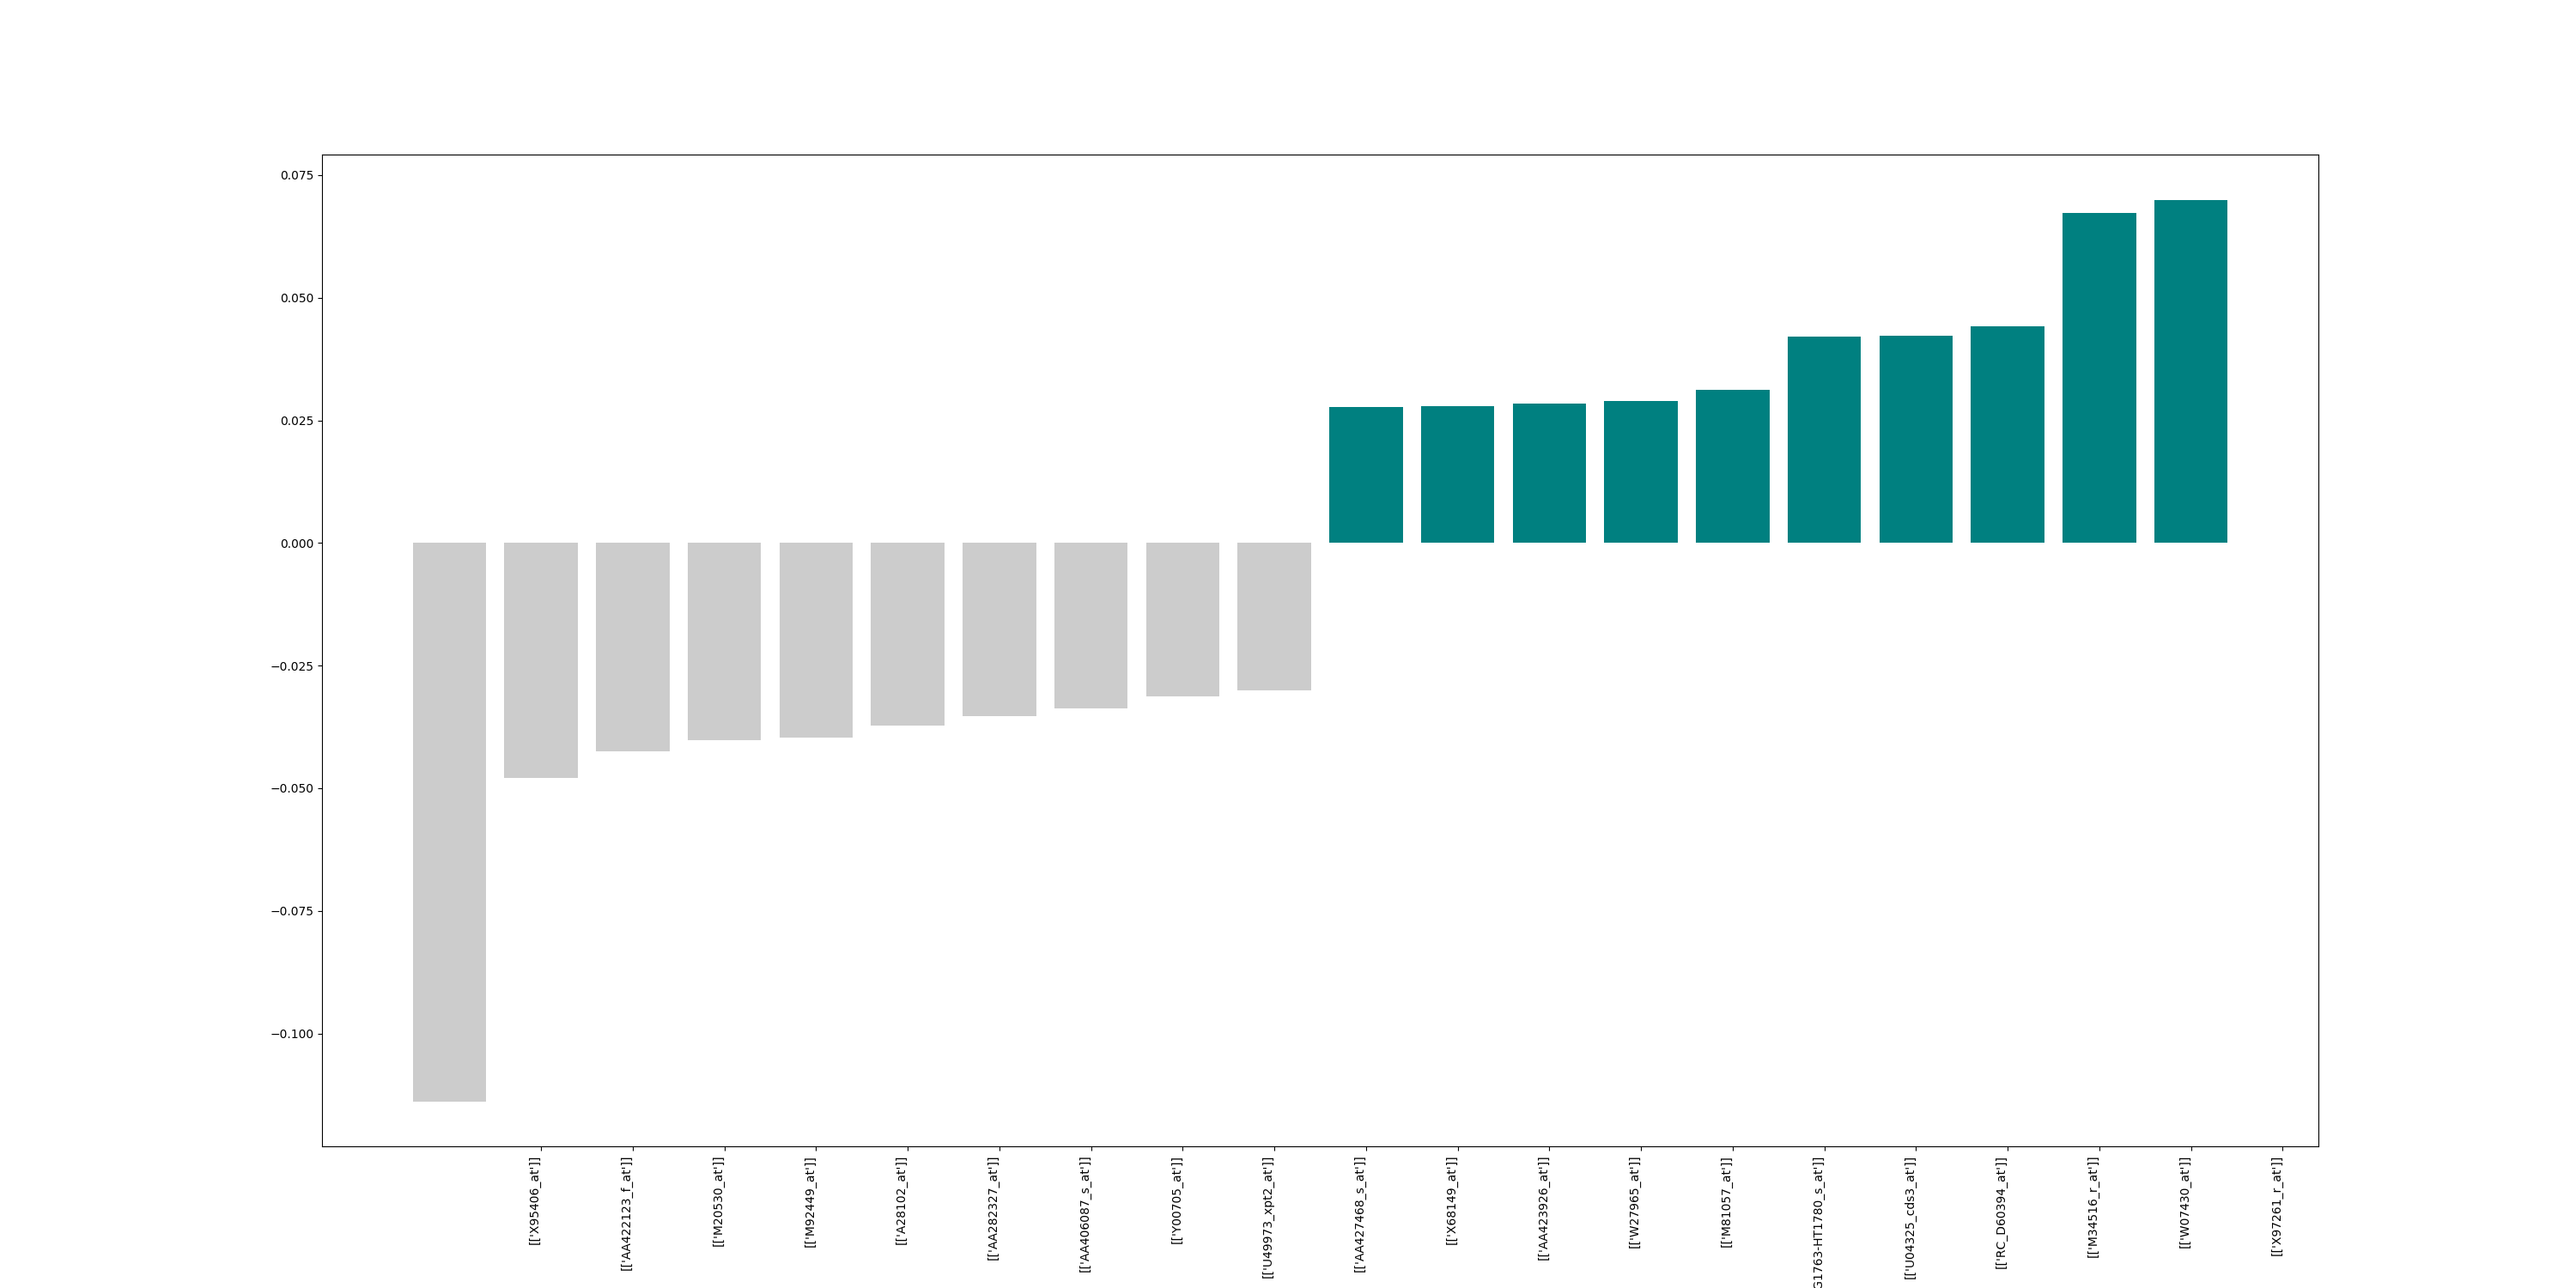 0.075
0.050
0.025
0.000
−0.025
−0.050
−0.075
−0.100
[['X95406_at']]
[['AA422123_f_at']]
[['M20530_at']]
[['M92449_at']]
[['A28102_at']]
[['AA282327_at']]
[['AA406087_s_at']]
[['Y00705_at']]
[['U49973_xpt2_at']]
[['AA427468_s_at']]
[['X68149_at']]
[['AA423926_at']]
[['W27965_at']]
[['M81057_at']]
G1763-HT1780_s_at']]
[['U04325_cds3_at']]
[['RC_D60394_at']]
[['M34516_r_at']]
[['W07430_at']]
[['X97261_r_at']]